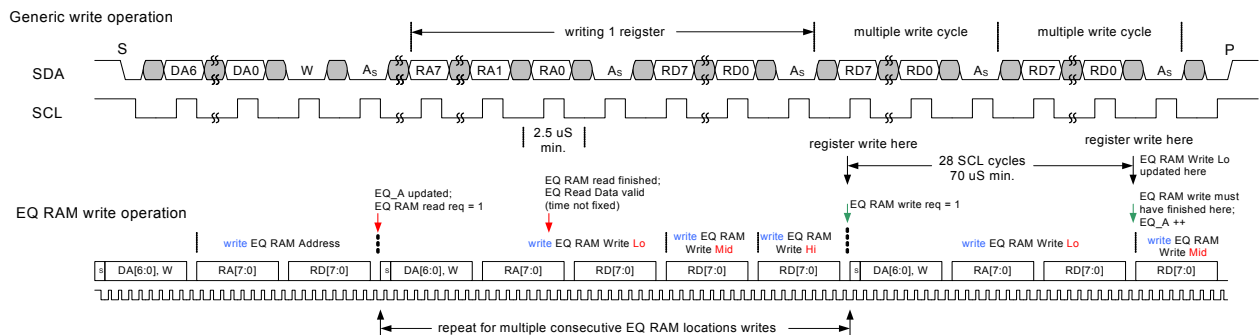 Generic write operation
writing 1 reigster
multiple write cycle
multiple write cycle
S
P
SDA
DA6
DA0
W
As
RA7
RA1
RA0
As
RD7
RD0
As
RD7
RD0
As
RD7
RD0
As
SCL
2.5 uS
min.
register write here
register write here
28 SCL cycles
70 uS min.
EQ RAM Write Lo
updated here
EQ_A updated;
EQ RAM read req = 1
EQ RAM read finished;
EQ Read Data valid
(time not fixed)
EQ RAM write req = 1
EQ RAM write must
have finished here;
EQ_A ++
EQ RAM write operation
write EQ RAM Address
write EQ RAM Write Lo
write EQ RAM
Write Mid
write EQ RAM
Write Hi
write EQ RAM Write Lo
write EQ RAM
Write Mid
s
DA[6:0], W
RA[7:0]
RD[7:0]
s
DA[6:0], W
RA[7:0]
RD[7:0]
RD[7:0]
RD[7:0]
s
DA[6:0], W
RA[7:0]
RD[7:0]
RD[7:0]
repeat for multiple consecutive EQ RAM locations writes